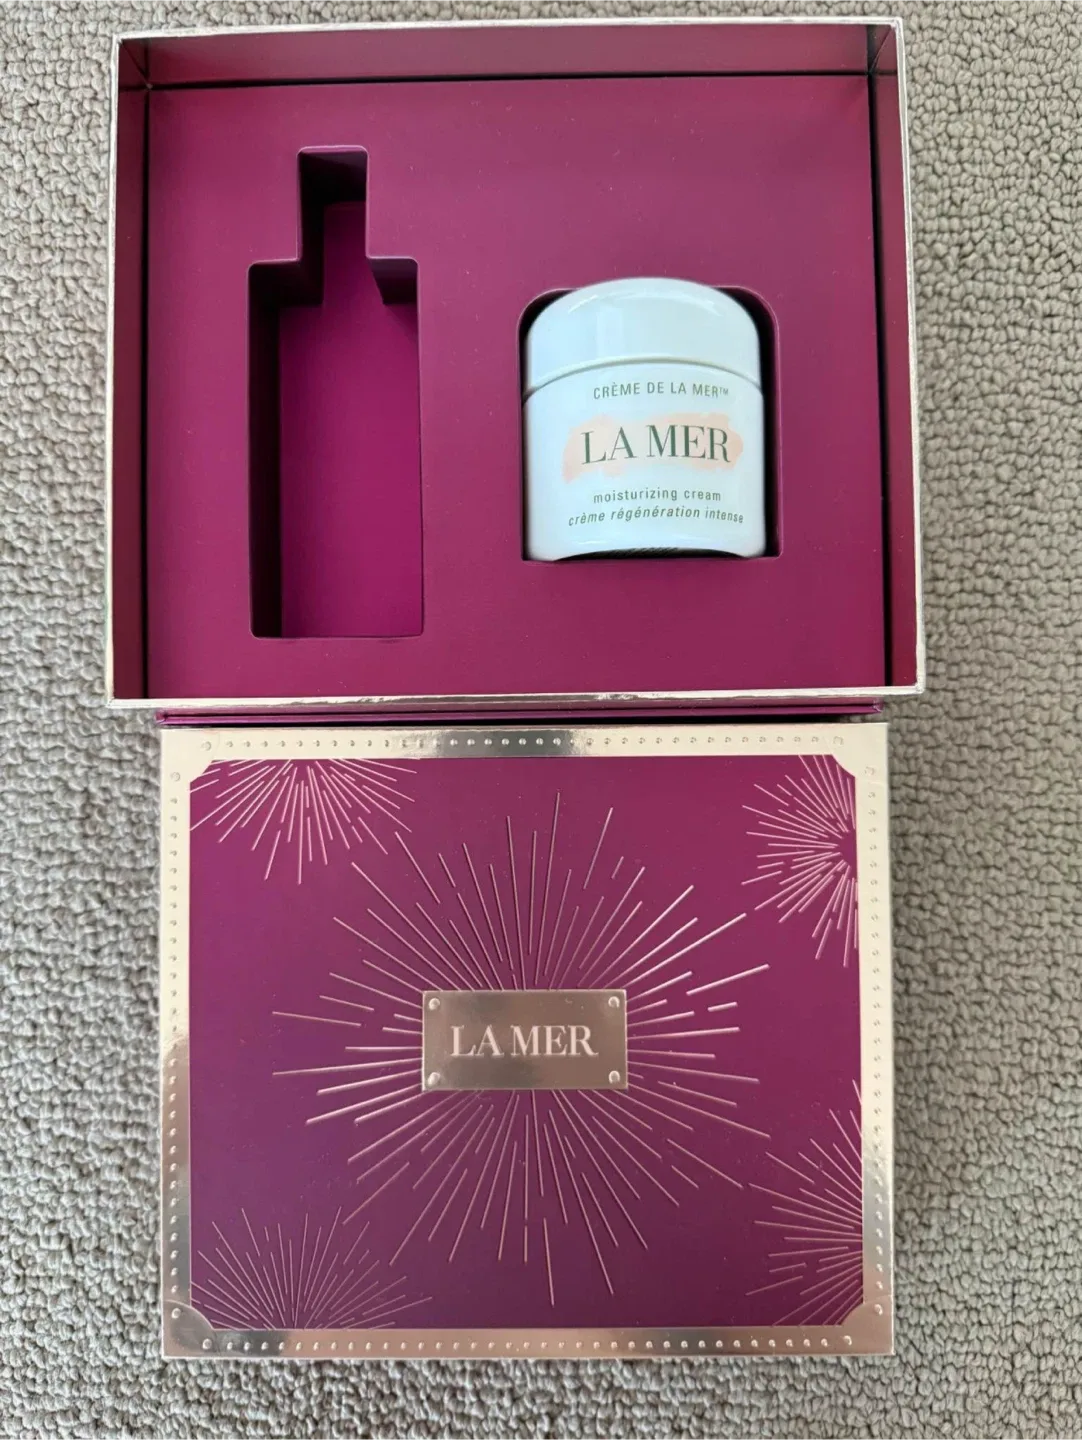 CRÈME DE LA MER™
LA MER
moisturizing cream
crème régénération intense
LA MER